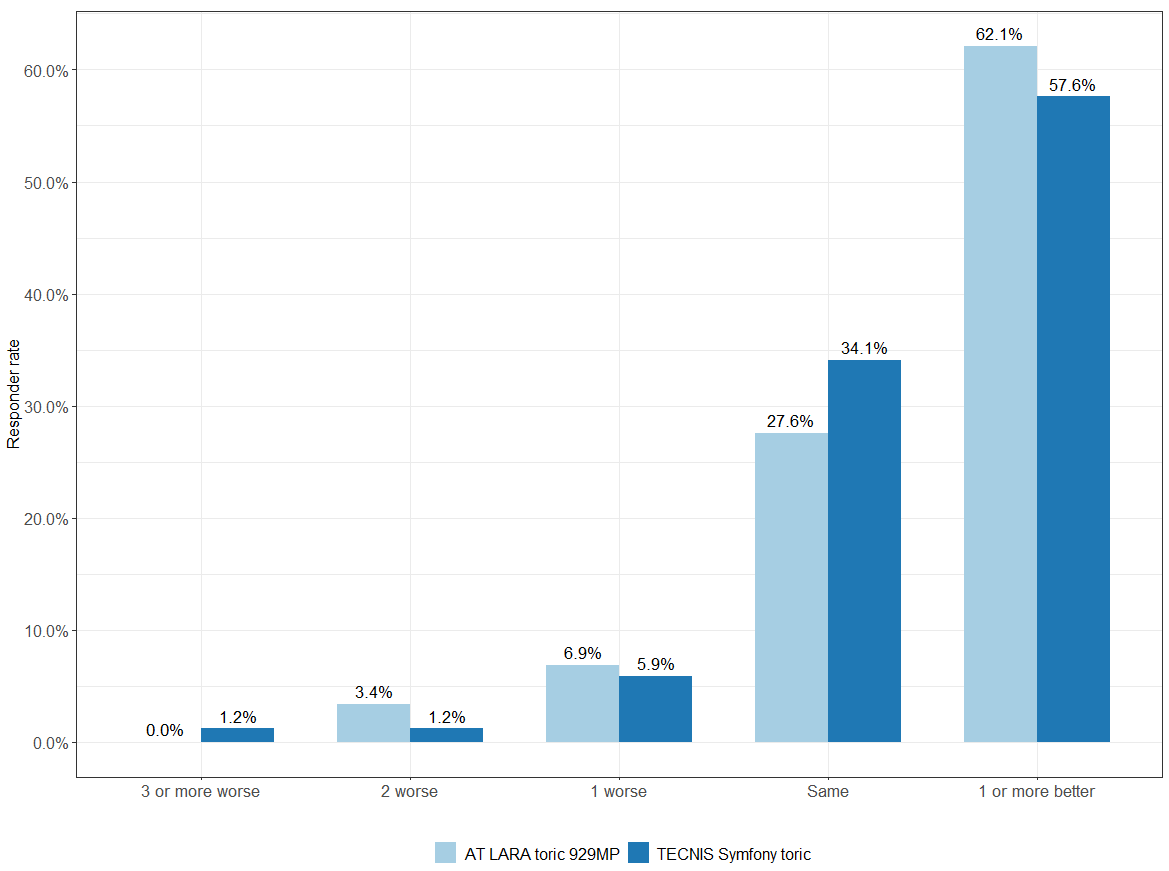 62.1%
57.6%
34.1%
27.6%
6.9%
5.9%
3.4%
1.2%
1.2%
0.0%
60.0%
50.0%
40.0%
30.0%
20.0%
10.0%
0.0%
Responder rate
3 or more worse
2 worse
1 worse
Same
1 or more better
AT LARA toric 929MP
TECNIS Symfony toric